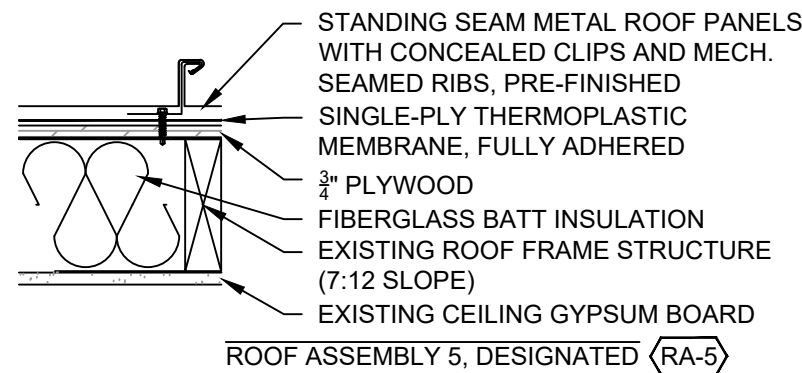 STANDING SEAM METAL ROOF PANELS
WITH CONCEALED CLIPS AND MECH.
SEAMED RIBS, PRE-FINISHED
SINGLE-PLY THERMOPLASTIC
MEMBRANE, FULLY ADHERED
3/4" PLYWOOD
FIBERGLASS BATT INSULATION
EXISTING ROOF FRAME STRUCTURE
(7:12 SLOPE)
EXISTING CEILING GYPSUM BOARD
ROOF ASSEMBLY 5, DESIGNATED RA-5